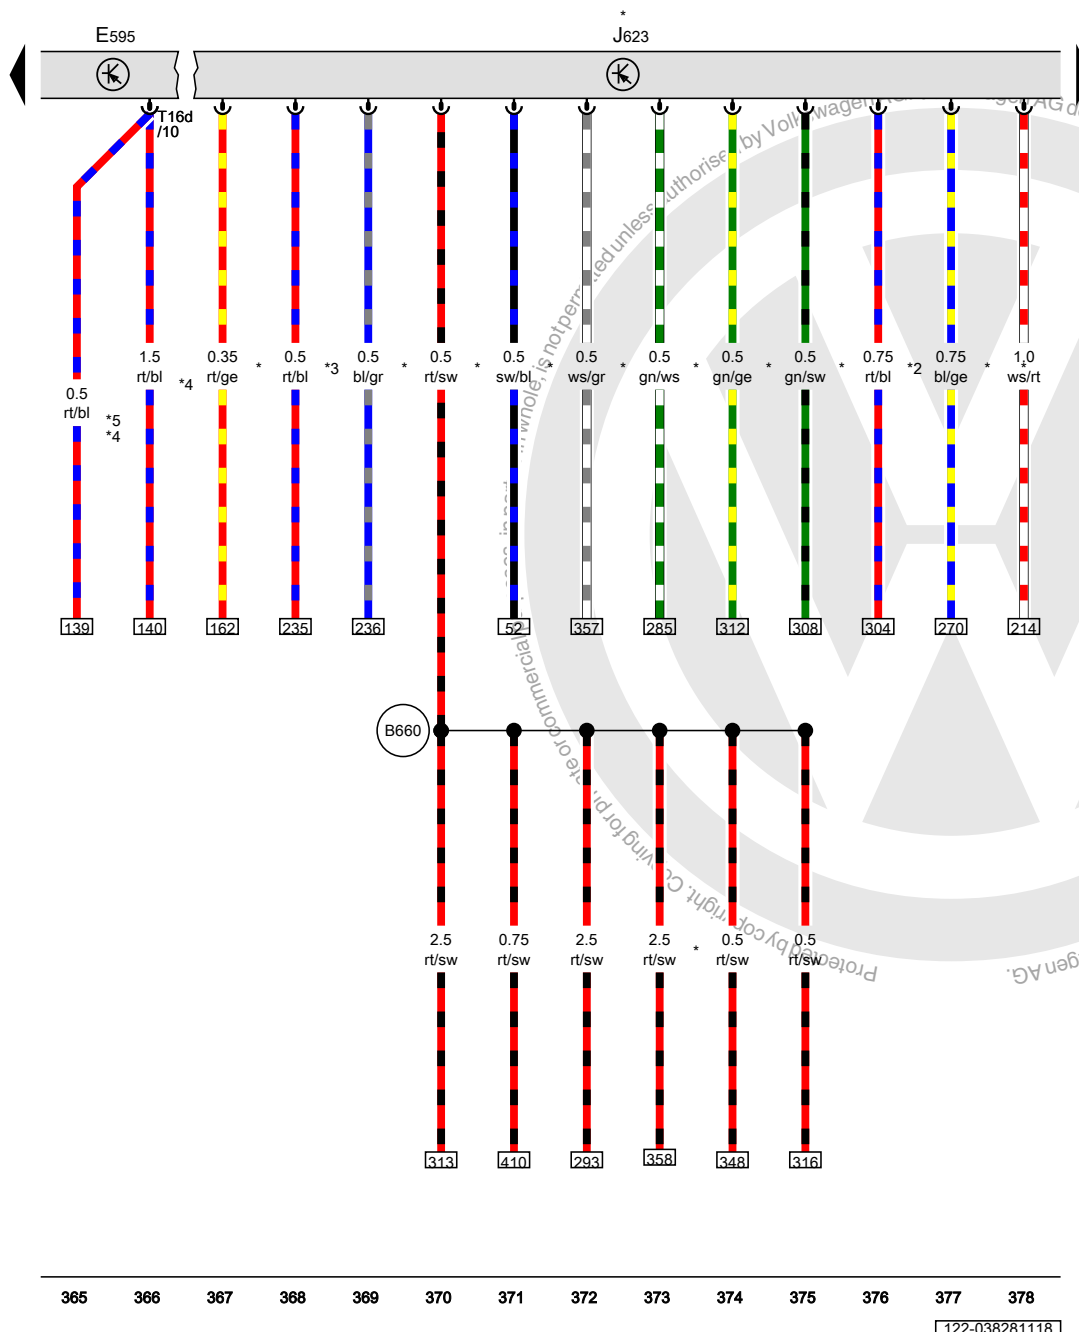 *
E595 J623
T16d
/10
1.5 0.35 0.5 0.5 0.5 0.5 0.5 0.5 0.5 0.5 0.75 0.75 1,0
rt/bl *4 rt/ge * rt/bl *3 bl/gr * rt/sw * sw/bl * ws/gr * gn/ws * gn/ge * gn/sw rt/bl *2 bl/ge * ws/rt *
0.5
rt/bl *5
*4
139 140 162 235 236 52 357 285 312 308 304 270 214
B660
2.5 0.75 2.5 2.5 * 0.5 0.5
rt/sw rt/sw rt/sw rt/sw rt/sw rt/sw
313 410 293 358 348 316
365 366 367 368 369 370 371 372 373 374 375 376 377 378
122-038281118